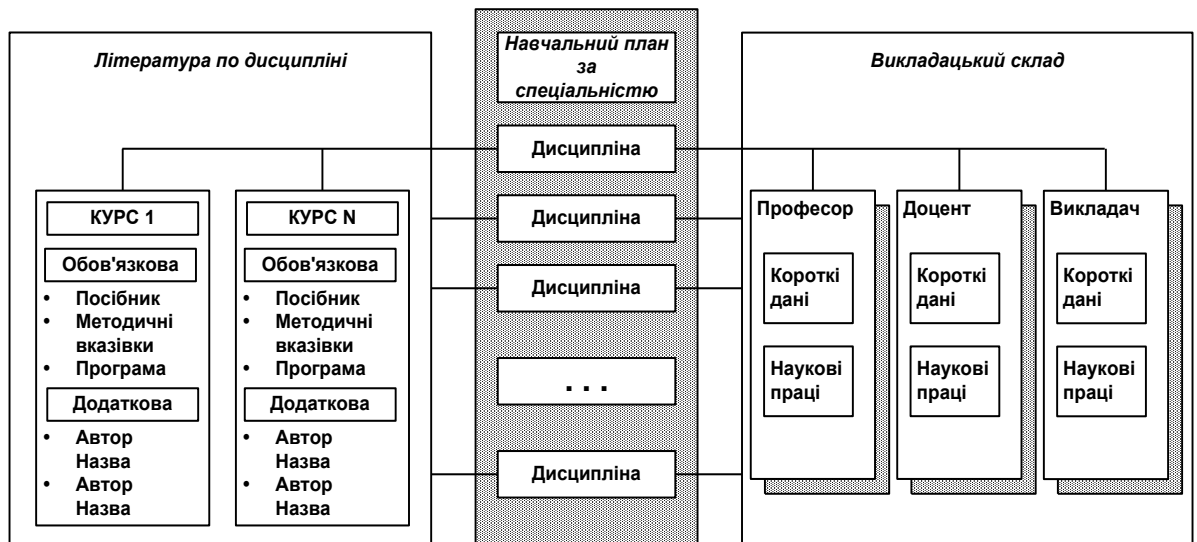 Література по дисципліні
КУРС 1
Обов'язкова
• Посібник
• Методичні
вказівки
• Програма
Додаткова
• Автор
Назва
• Автор
Назва
КУРС N
Обов'язкова
• Посібник
• Методичні
вказівки
• Програма
Додаткова
• Автор
Назва
• Автор
Назва
Навчальний план
за
спеціальністю
Дисципліна
Дисципліна
Дисципліна
. . .
Дисципліна
Викладацький склад
Професор
Короткі
дані
Наукові
праці
Доцент
Короткі
дані
Наукові
праці
Викладач
Короткі
дані
Наукові
праці